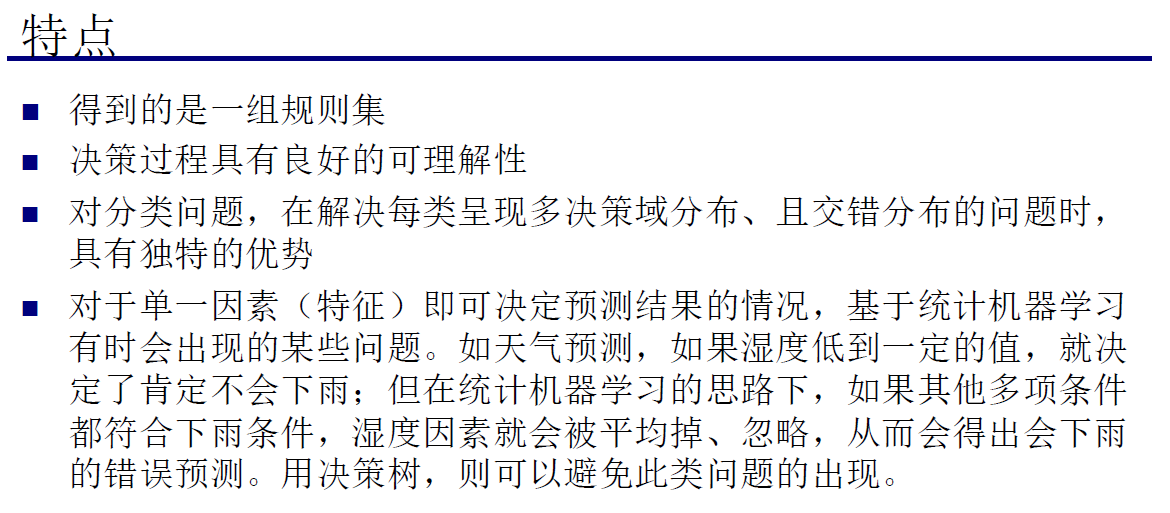 特点
■ 得到的是一组规则集
■ 决策过程具有良好的可理解性
■ 对分类问题，在解决每类呈现多决策域分布、且交错分布的问题时，
具有独特的优势
■ 对于单一因素（特征）即可决定预测结果的情况，基于统计机器学习
有时会出现的某些问题。如天气预测，如果湿度低到一定的值，就决
定了肯定不会下雨；但在统计机器学习的思路下，如果其他多项条件
都符合下雨条件，湿度因素就会被平均掉、忽略，从而会得出会下雨
的错误预测。用决策树，则可以避免此类问题的出现。